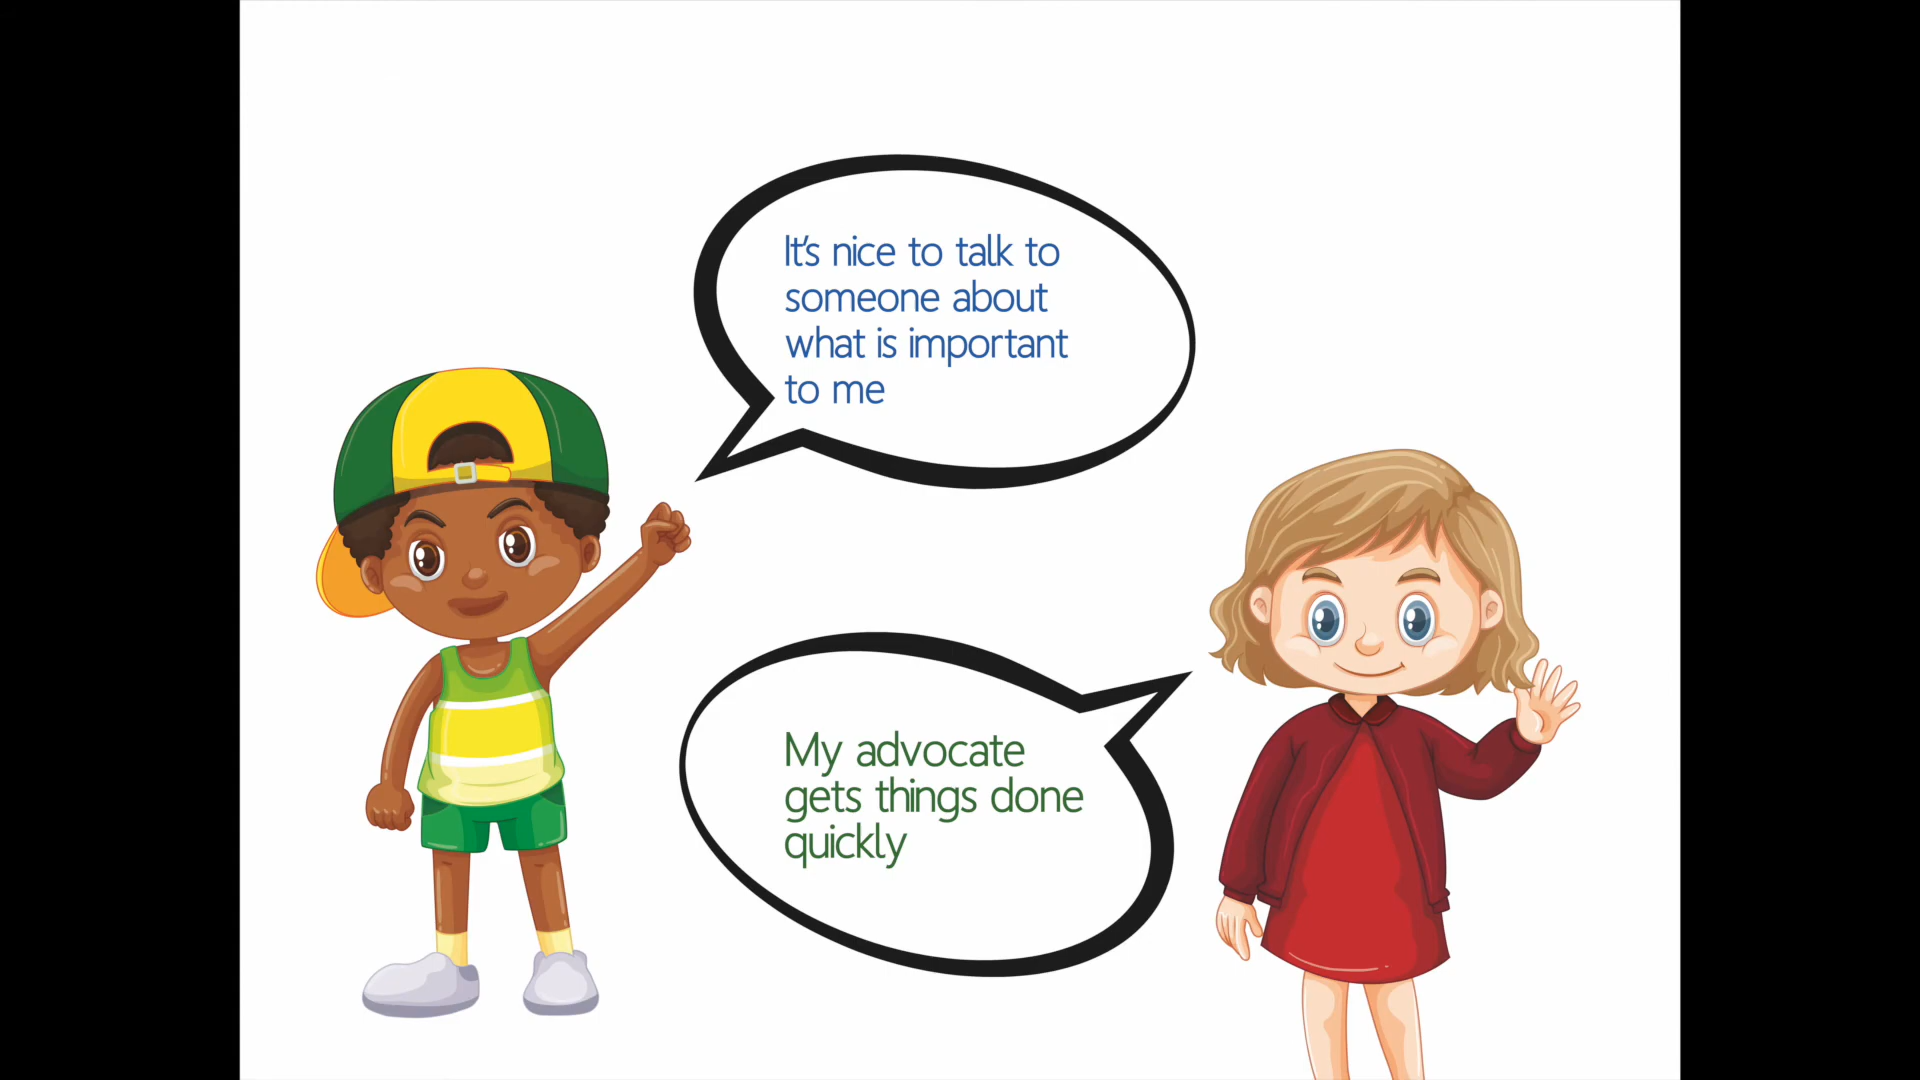 It's nice to talk to
someone about
what is important
to me
My advocate
gets things done
quickly